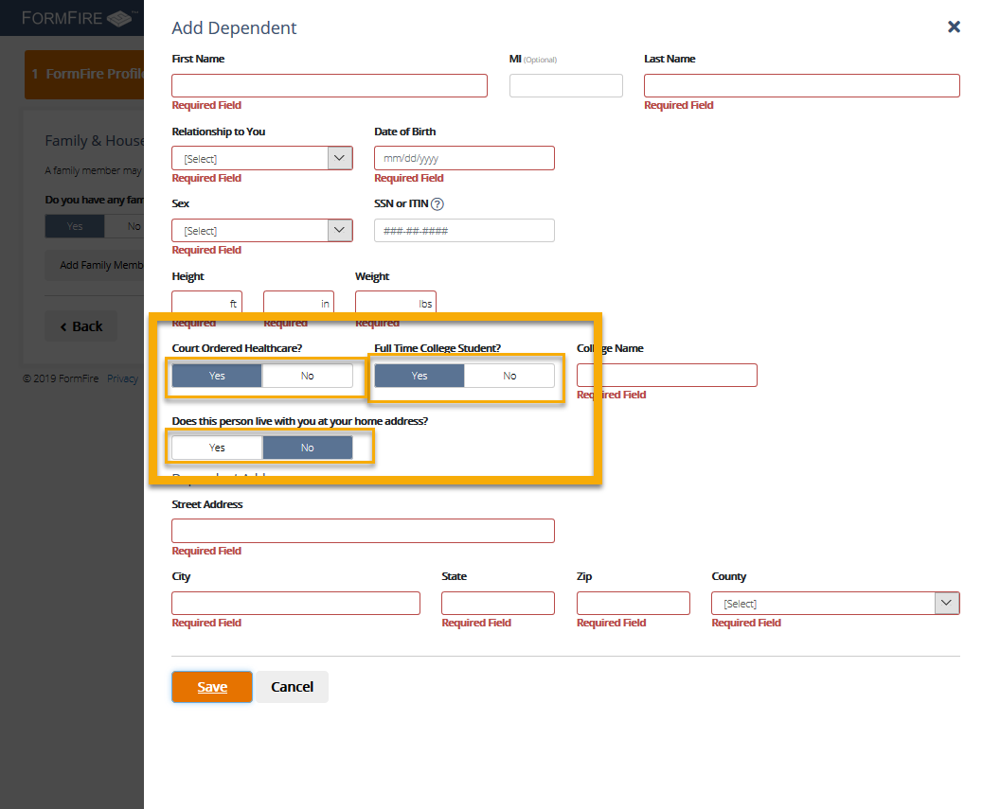 FORMFIRE
Add Dependent
1 FormFire Profile
First Name
MI (Optional)
Last Name
Required Field
Required Field
Relationship to You
Date of Birth
[Select]
mm/dd/yyyy
Required Field
Required Field
Sex
SSN or ITIN ?
[Select]
###-##-####
Required Field
Height
Weight
ft
in
lbs
Required
Required
Required
Court Ordered Healthcare?
Full Time College Student?
College Name
Yes No
Yes No
Required Field
Does this person live with you at your home address?
Yes No
Street Address
Required Field
City
State
Zip
County
[Select]
Required Field
Required Field
Required Field
Required Field
Save
Cancel
Family & House
A family member may
Do you have any fam
Yes No
Add Family Memb
< Back
© 2019 FormFire Privacy